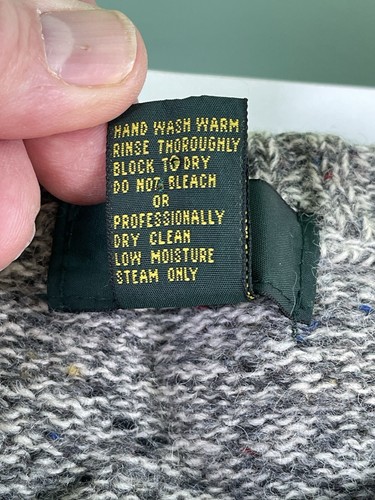 HAND WASH WARM
RINSE THOROUGHLY
BLOCK TO DRY
DO NOT BLEACH
OR
PROFESSIONALLY
DRY CLEAN
LOW MOISTURE
STEAM ONLY